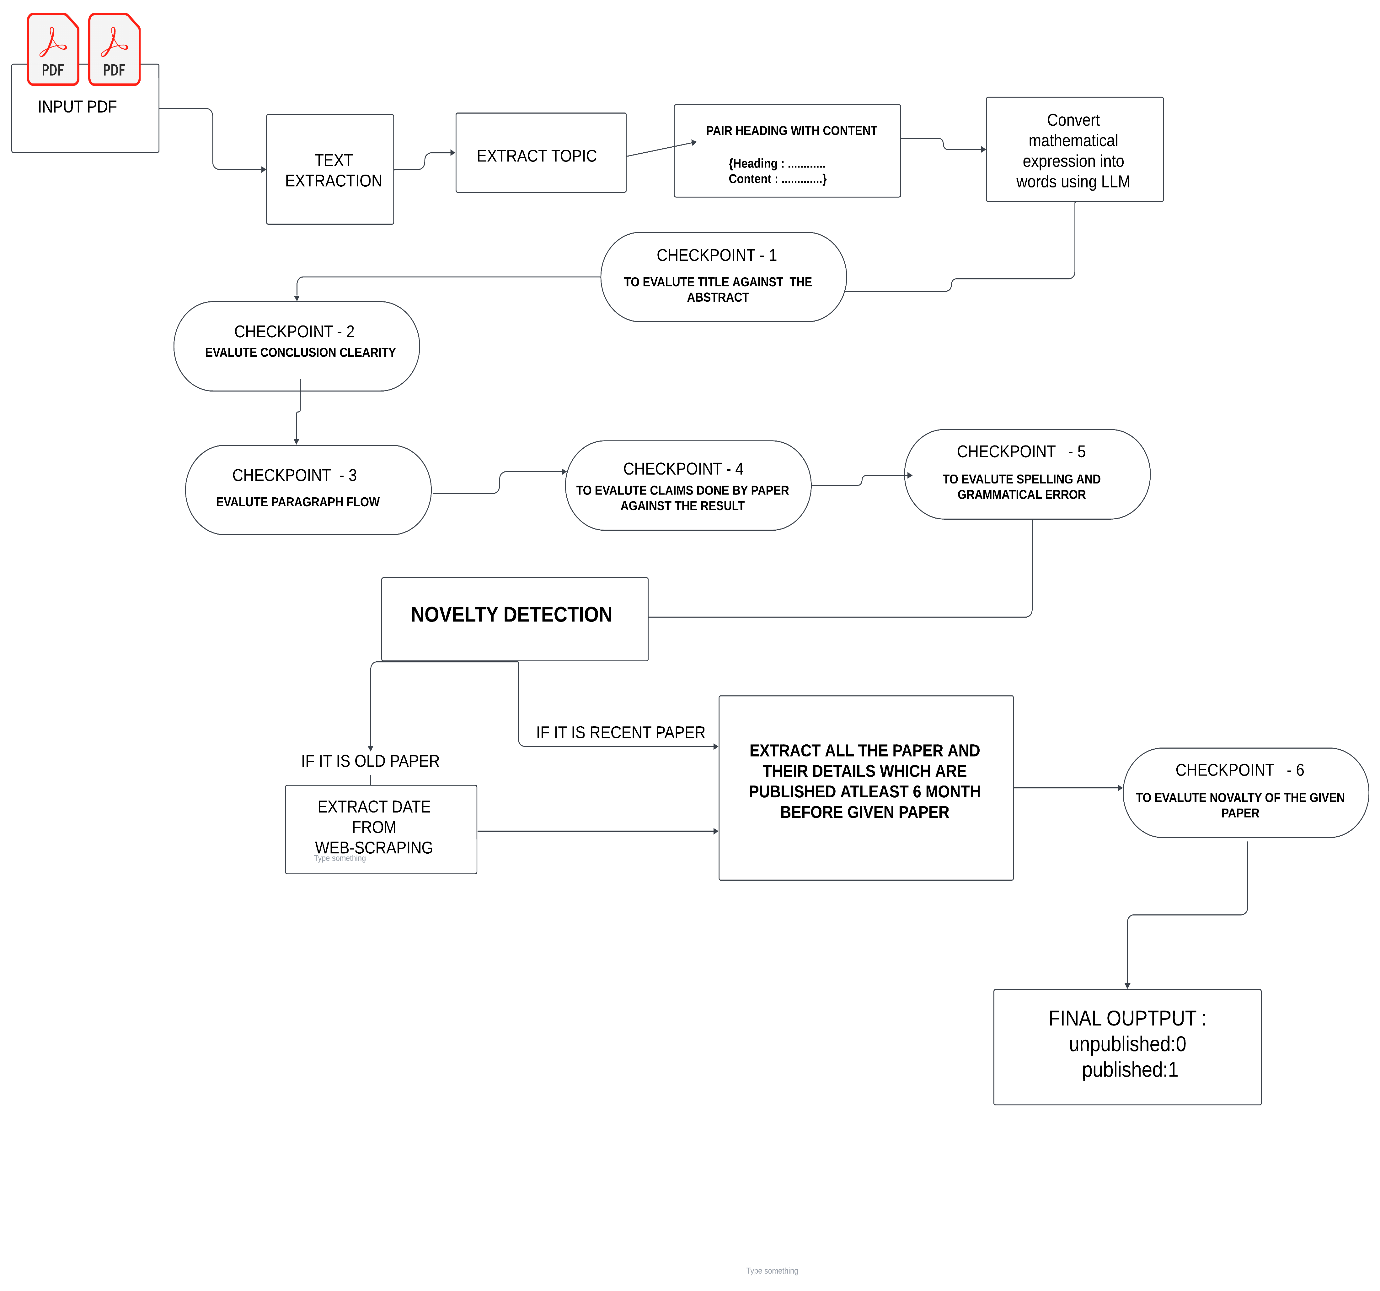 PDF
PDF
INPUT PDF
TEXT
EXTRACTION
EXTRACT TOPIC
PAIR HEADING WITH CONTENT
{Heading : ............
Content : .............}
Convert
mathematical
expression into
words using LLM
CHECKPOINT - 1
TO EVALUTE TITLE AGAINST THE
ABSTRACT
CHECKPOINT - 2
EVALUTE CONCLUSION CLEARITY
CHECKPOINT - 3
EVALUTE PARAGRAPH FLOW
CHECKPOINT - 4
TO EVALUTE CLAIMS DONE BY PAPER
AGAINST THE RESULT
CHECKPOINT - 5
TO EVALUTE SPELLING AND
GRAMMATICAL ERROR
NOVELTY DETECTION
IF IT IS RECENT PAPER
IF IT IS OLD PAPER
EXTRACT DATE
FROM
WEB-SCRAPING
Type something
EXTRACT ALL THE PAPER AND
THEIR DETAILS WHICH ARE
PUBLISHED ATLEAST 6 MONTH
BEFORE GIVEN PAPER
CHECKPOINT - 6
TO EVALUTE NOVALTY OF THE GIVEN
PAPER
FINAL OUPTPUT :
unpublished:0
published:1
Type something